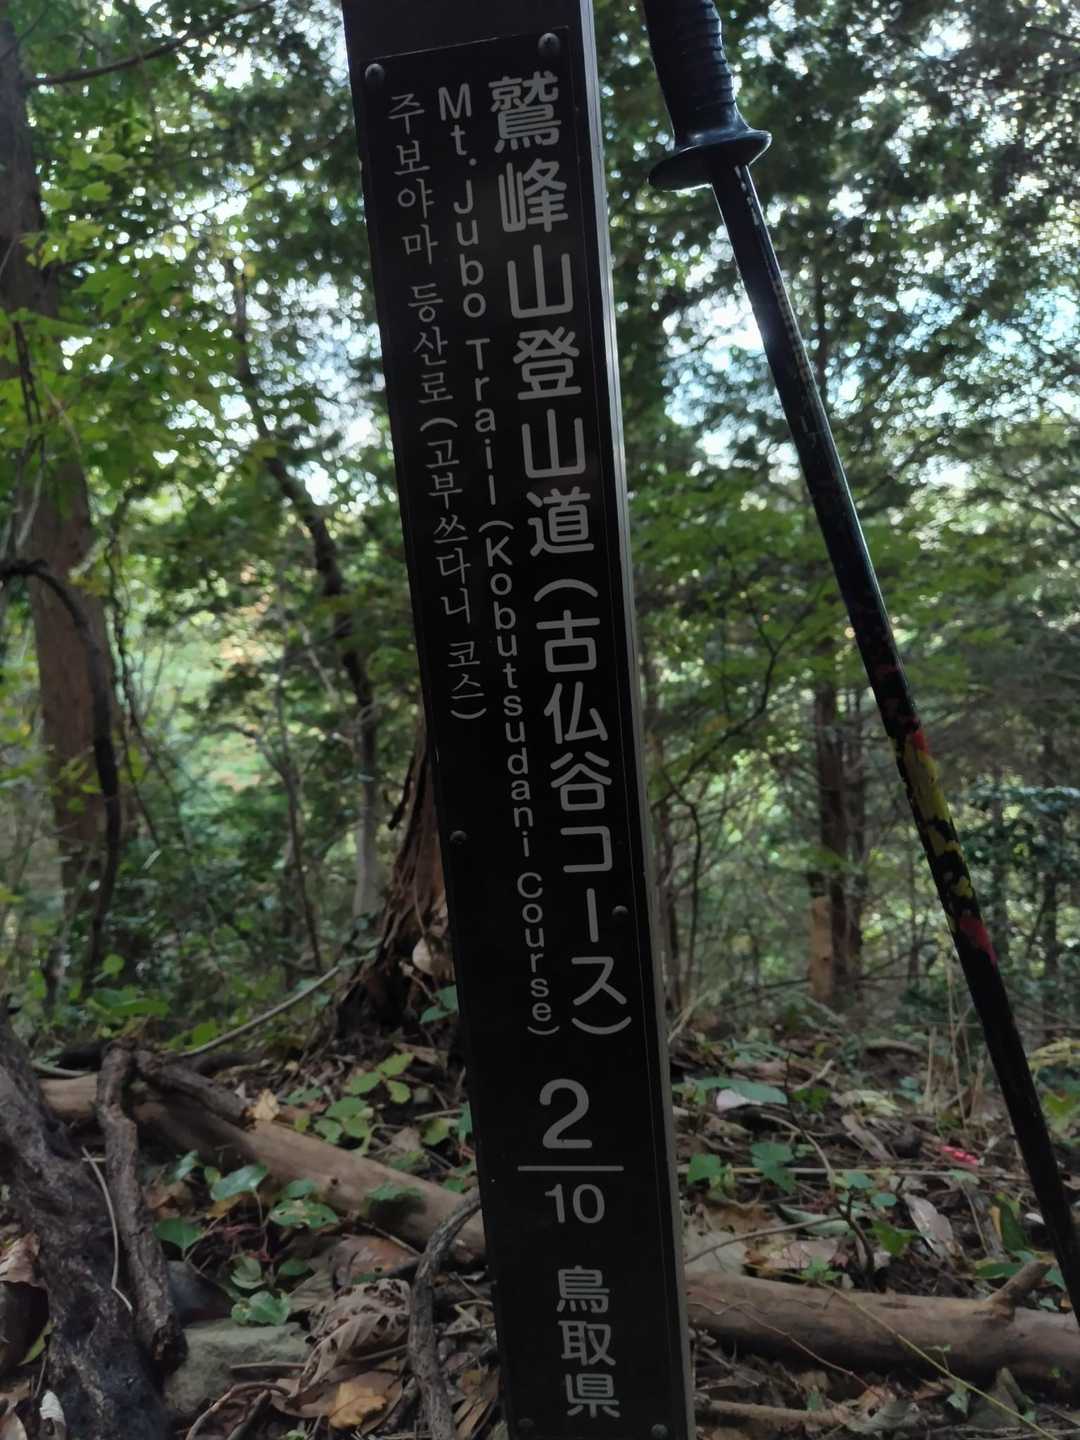 鷲峰山登山道(古仏谷コース)
Mt. Jubo Trail (Kobutsudani Course)
주보야마 등산로(고부쓰다니 코스)
2
10
鳥取県